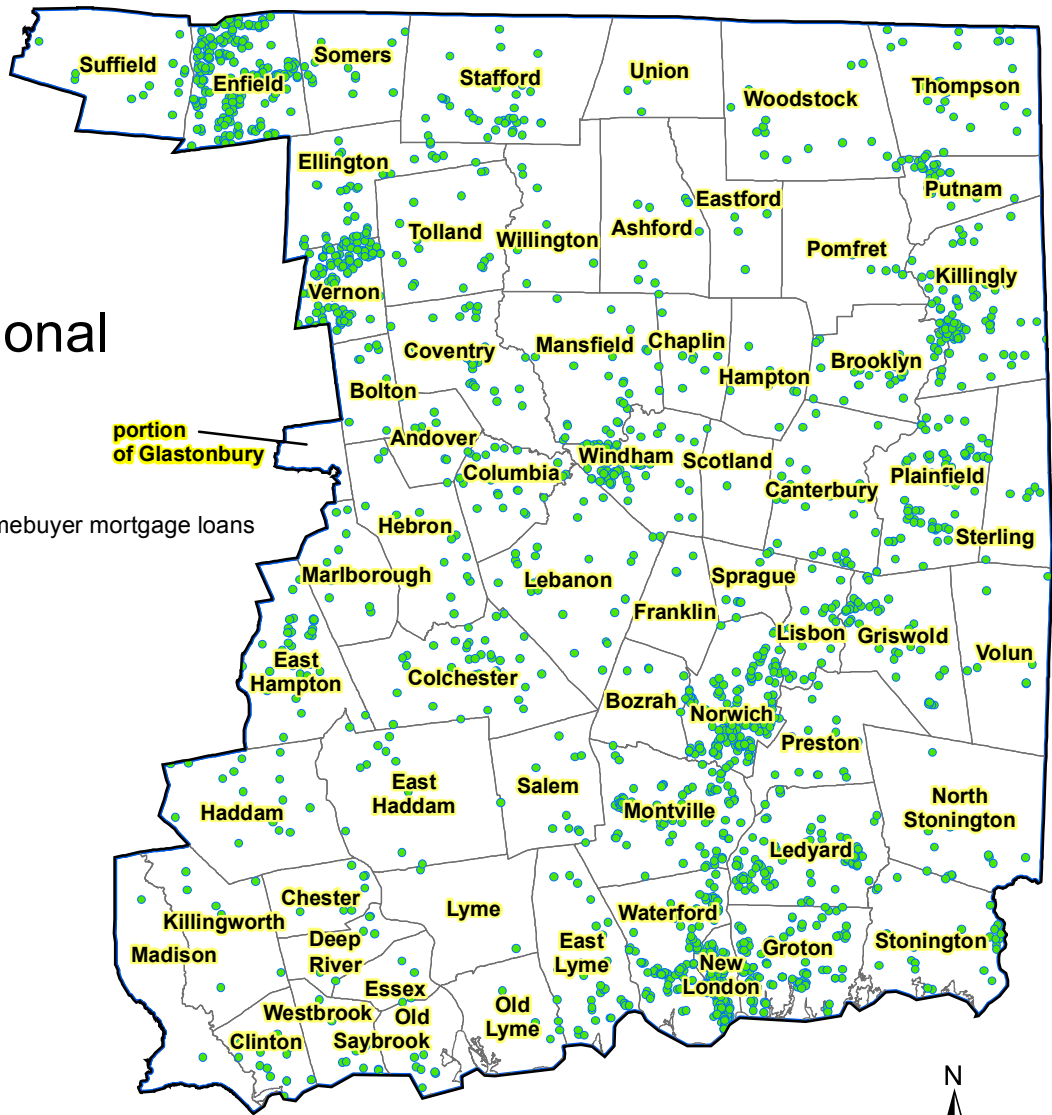 Suffield
Enfield
Somers
Stafford
Union
Woodstock
Thompson
Ellington
Putnam
Eastford
Tolland
Willington
Ashford
Pomfret
Killingly
Vernon
onal
Coventry
Mansfield
Chaplin
Hampton
Brooklyn
Bolton
portion
of Glastonbury
Andover
Columbia
Windham
Scotland
Canterbury
Plainfield
Sterling
Hebron
nebuyer mortgage loans
Marlborough
Lebanon
Sprague
Franklin
Lisbon
Griswold
Volun
East
Hampton
Colchester
Bozrah
Norwich
Preston
Haddam
East
Haddam
Salem
Montville
North
Stonington
Ledyard
Chester
Killingworth
Lyme
Waterford
Madison
Deep
River
East
Lyme
New
London
Groton
Stonington
Essex
Westbrook
Old
Saybrook
Old
Lyme
Clinton
N